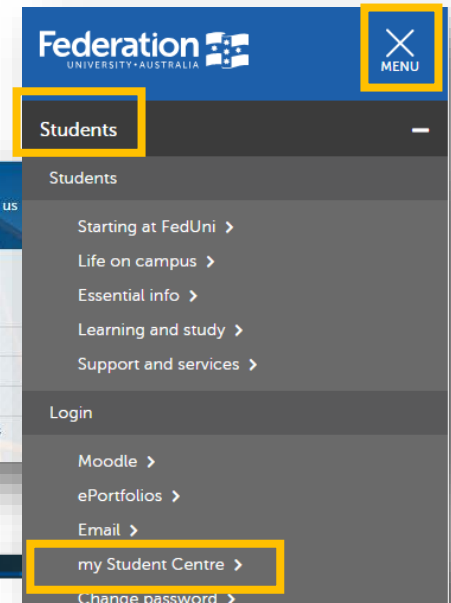 Federation
UNIVERSITY • AUSTRALIA
MENU
Students
Students
us
Starting at FedUni
Life on campus
Essential info
Learning and study
Support and services
Login
Moodle
ePortfolios
Email
my Student Centre
Change password